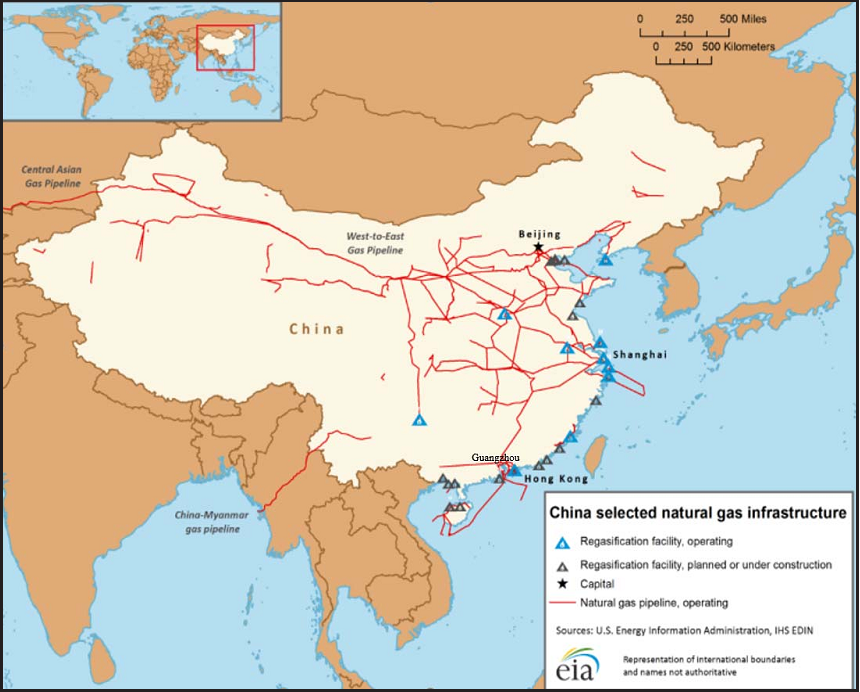 0 250 500 Miles
0 250 500 Kilometers
Central Asian
Gas Pipeline
West-to-East
Gas Pipeline
Beijing
China
Shanghai
Guangzhou
Hong Kong
China-Myanmar
gas pipeline
China selected natural gas infrastructure
Regasification facility, operating
Regasification facility, planned or under construction
Capital
Natural gas pipeline, operating
Sources: U.S. Energy Information Administration, IHS EDIN
eia
Representation of international boundaries
and names not authoritative